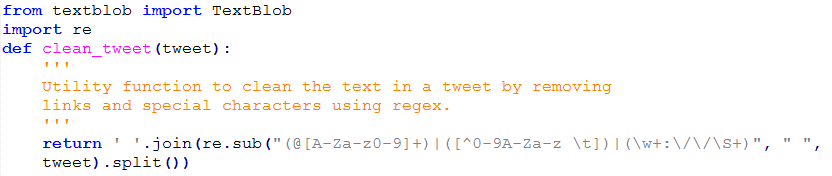 from textblob import TextBlob
import re
def clean_tweet(tweet):
    '''
    Utility function to clean the text in a tweet by removing
    links and special characters using regex.
    '''
    return ' '.join(re.sub("(@[A-Za-z0-9]+)|([^0-9A-Za-z \t])|(\w+:\/\/\S+)", " ",
    tweet).split())